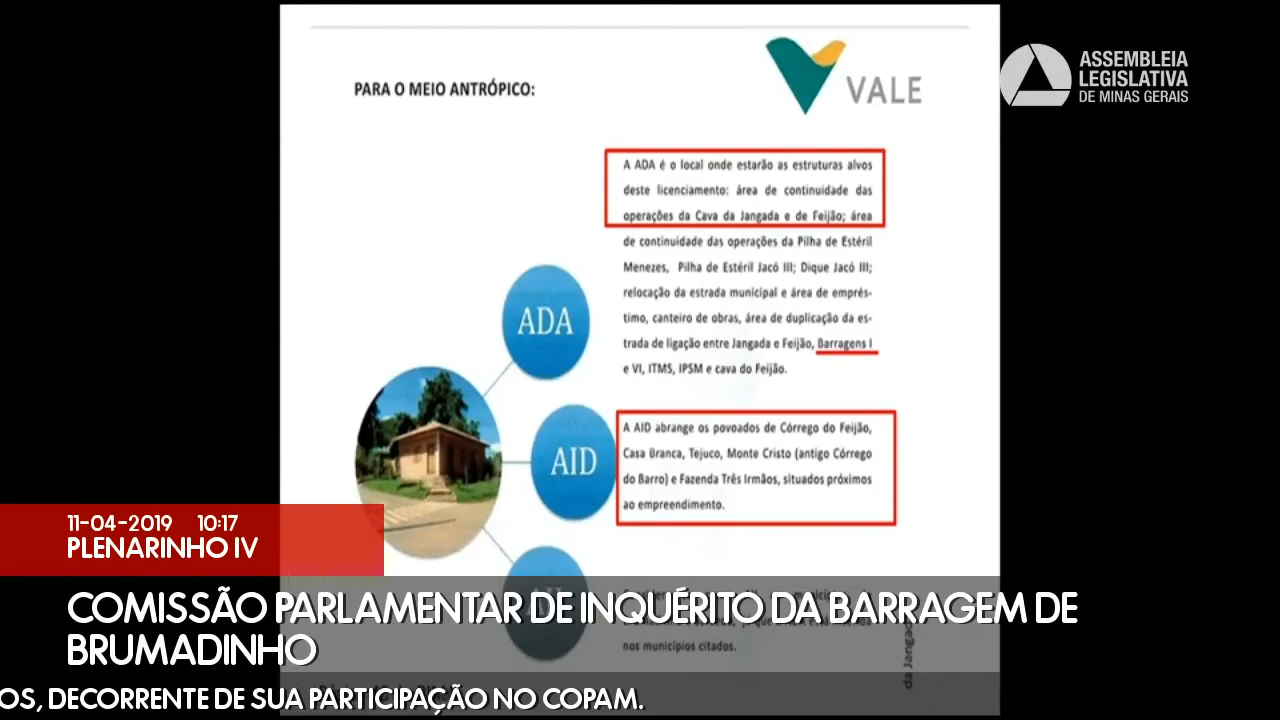 PARA O MEIO ANTRÓPICO:
VALE
ASSEMBLEIA
LEGISLATIVA
DE MINAS GERAIS
A ADA é o local onde estarão as estruturas alvos
deste licenciamento: área de continuidade das
operações da Cava da Jangada e de Feijão; área
de continuidade das operações da Pilha de Estéril
Menezes, Pilha de Estéril Jacó III; Dique Jacó III;
relocação da estrada municipal e área de emprés-
timo, canteiro de obras, área de duplicação da es-
trada de ligação entre Jangada e Feijão, Barragens I
e VI, ITMS, IPSM e cava do Feijão.
ADA
A AID abrange os povoados de Córrego do Feijão,
Casa Branca, Tejuco, Monte Cristo (antigo Córrego
do Barro) e Fazenda Três Irmãos, situados próximos
ao empreendimento.
AID
nos municípios citados.
11-04-2019 10:17
PLENARINHO IV
COMISSÃO PARLAMENTAR DE INQUÉRITO DA BARRAGEM DE
BRUMADINHO
OS, DECORRENTE DE SUA PARTICIPAÇÃO NO COPAM.